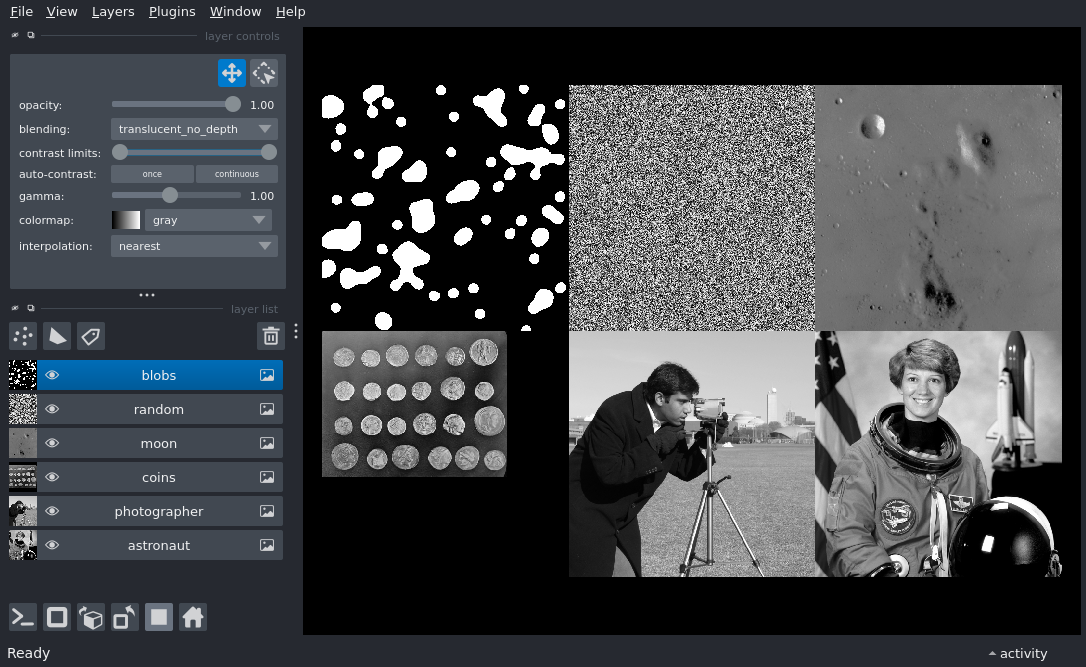 File View Layers Plugins Window Help
layer controls
opacity: 1.00
blending: translucent_no_depth
contrast limits:
auto-contrast: once continuous
gamma: 1.00
colormap: gray
interpolation: nearest
layer list
blobs
random
moon
coins
photographer
astronaut
Ready
activity